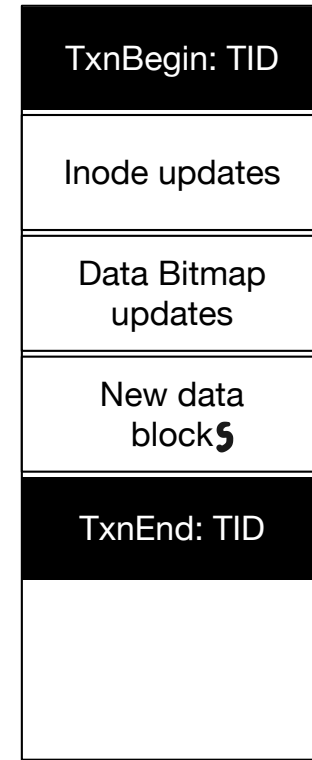 TxnBegin: TID
Inode updates
Data Bitmap
updates
New data
blocks
TxnEnd: TID